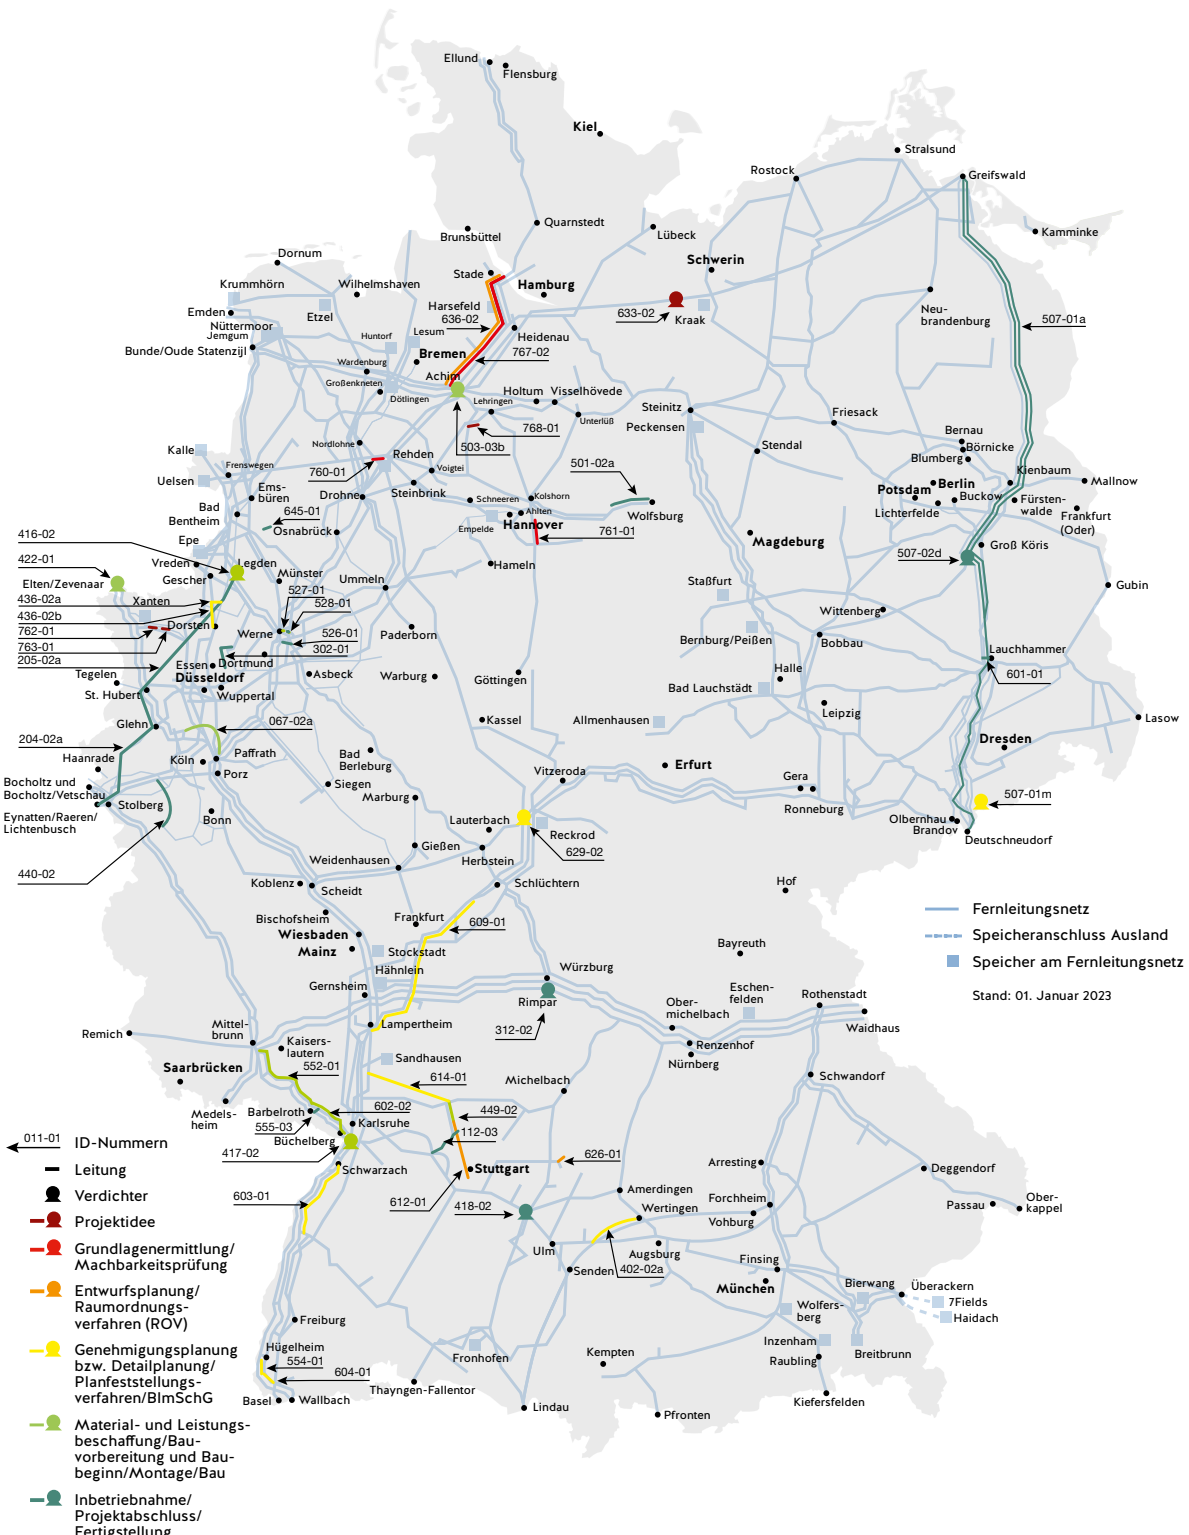 Ellund
Flensburg
Kiel
Stralsund
Rostock
Greifswald
Quarnstedt
Brunsbüttel
Lübeck
Kamminke
Dornum
Schwerin
Stade
Krummhörn
Wilhelmshaven
Hamburg
Harsefeld
636-02
Emden
Etzel
633-02
Kraak
Neu-
brandenburg
507-01a
Nüttermoor
Jemgum
Huntorf
Lesum
Heidenau
Bunde/Oude Statenzijl
Bremen
767-02
Wardenburg
Achim
Großenkneten
Dötlingen
Lehringen
Holtum
Visselhövede
Steinitz
Friesack
Unterlüß
Peckensen
768-01
Bernau
Nordlohne
503-03b
Börnicke
Stendal
Kalle
Rehden
Blumberg
Frenswegen
760-01
Voigtei
501-02a
Kienbaum
Uelsen
Ems-
büren
Drohne
Steinbrink
Potsdam
Berlin
Mallnow
Schneeren
Kolshorn
Buckow
Fürsten-
walde
Bad
Bentheim
645-01
Ahlten
Wolfsburg
Lichterfelde
Frankfurt
(Oder)
Empelde
Hannover
416-02
Osnabrück
761-01
Magdeburg
Epe
Groß Köris
507-02d
422-01
Vreden
Legden
Hameln
Elten/Zevenaar
Gescher
Münster
Ummeln
Staßfurt
Gubin
527-01
436-02a
Xanten
528-01
Wittenberg
436-02b
Dorsten
762-01
Werne
526-01
Paderborn
Bernburg/Peißen
Bobbau
763-01
302-01
Lauchhammer
205-02a
Essen
Dortmund
Halle
Tegelen
Düsseldorf
Asbeck
Warburg
Göttingen
Bad Lauchstädt
601-01
St. Hubert
Wuppertal
Leipzig
Glehn
067-02a
Kassel
Allmenhausen
Lasow
204-02a
Dresden
Haanrade
Köln
Paffrath
Bad
Berleburg
Erfurt
Porz
Vitzeroda
Gera
Bocholtz und
Bocholtz/Vetschau
Siegen
507-01m
Stolberg
Marburg
Ronneburg
Eynatten/Raeren/
Lichtenbusch
Bonn
Lauterbach
Reckrod
Olbernhau
Brandov
Deutschneudorf
Gießen
440-02
Weidenhausen
Herbstein
629-02
Koblenz
Scheidt
Schlüchtern
Hof
Bischofsheim
Frankfurt
609-01
Fernleitungsnetz
Wiesbaden
Speicheranschluss Ausland
Mainz
Stockstadt
Bayreuth
Speicher am Fernleitungsnetz
Hähnlein
Würzburg
Gernsheim
Eschen-
felden
Stand: 01. Januar 2023
Rimpar
Ober-
michelbach
Rothenstadt
Lampertheim
312-02
Waidhaus
Remich
Mittel-
brunn
Kaisers-
lautern
Renzenhof
Nürnberg
Sandhausen
Saarbrücken
552-01
614-01
Michelbach
Schwandorf
Medels-
heim
Barbelroth
602-02
449-02
555-03
Karlsruhe
011-01
ID-Nummern
Büchelberg
112-03
417-02
Leitung
Schwarzach
Stuttgart
626-01
Arresting
Deggendorf
Verdichter
603-01
612-01
Amerdingen
Forchheim
Passau
Ober-
kappel
418-02
Wertingen
Vohburg
Projektidee
Grundlagenermittlung/
Machbarkeitsprüfung
Ulm
Augsburg
Finsing
Senden
402-02a
München
Bierwang
Überackern
Entwurfsplanung/
Raumordnungs-
verfahren (ROV)
7Fields
Wolfers-
berg
Haidach
Freiburg
Genehmigungsplanung
bzw. Detailplanung/
Planfeststellungs-
verfahren/BImSchG
Hügelheim
Inzenham
554-01
Fronhofen
Kempten
Raubling
Breitbrunn
604-01
Thayngen-Fallentor
Basel
Wallbach
Kiefersfelden
Lindau
Pfronten
Material- und Leistungs-
beschaffung/Bau-
vorbereitung und Bau-
beginn/Montage/Bau
Inbetriebnahme/
Projektabschluss/
Fertigstellung